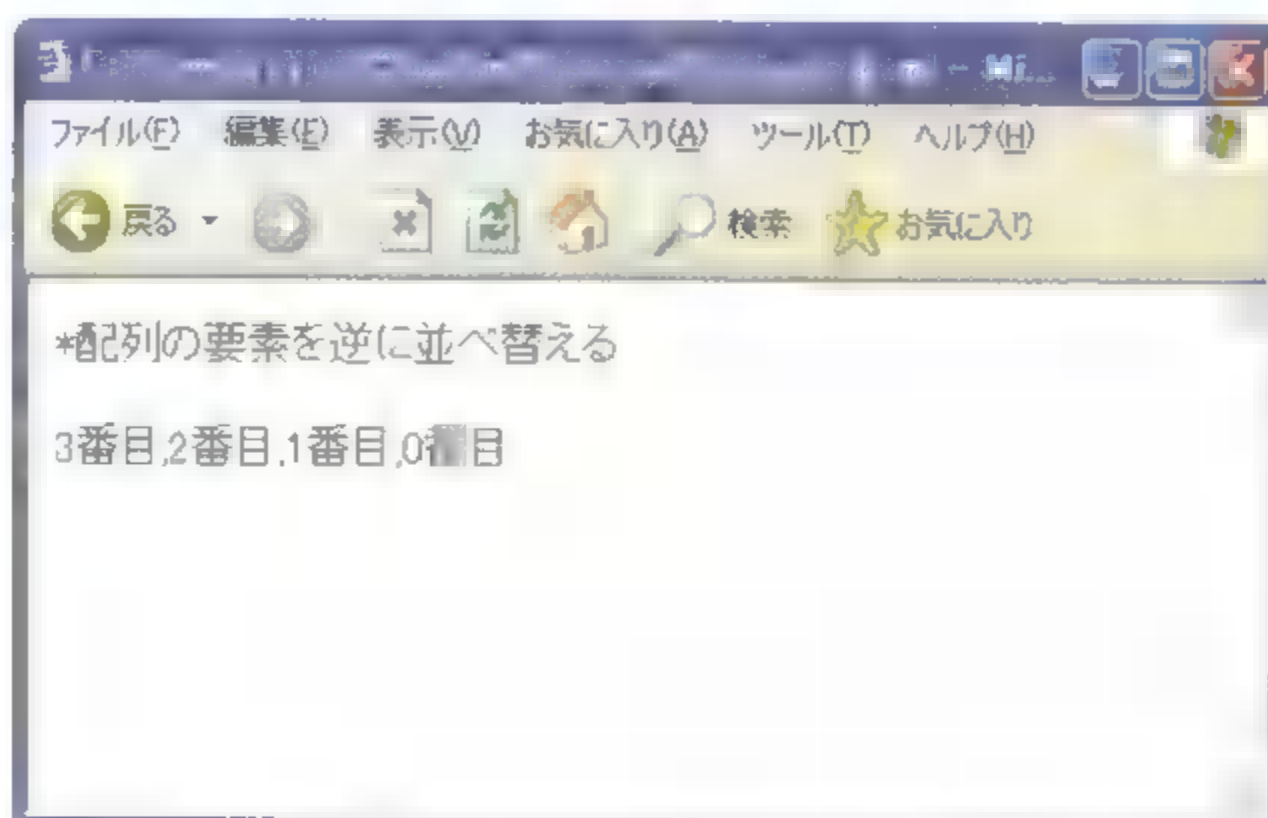 - Mi...
ファイル(F) 編集(E) 表示(V) お気に入り(A) ツール(T) ヘルプ(H)
戻る 検索 お気に入り
*配列の要素を逆に並べ替える
3番目,2番目,1番目,0番目